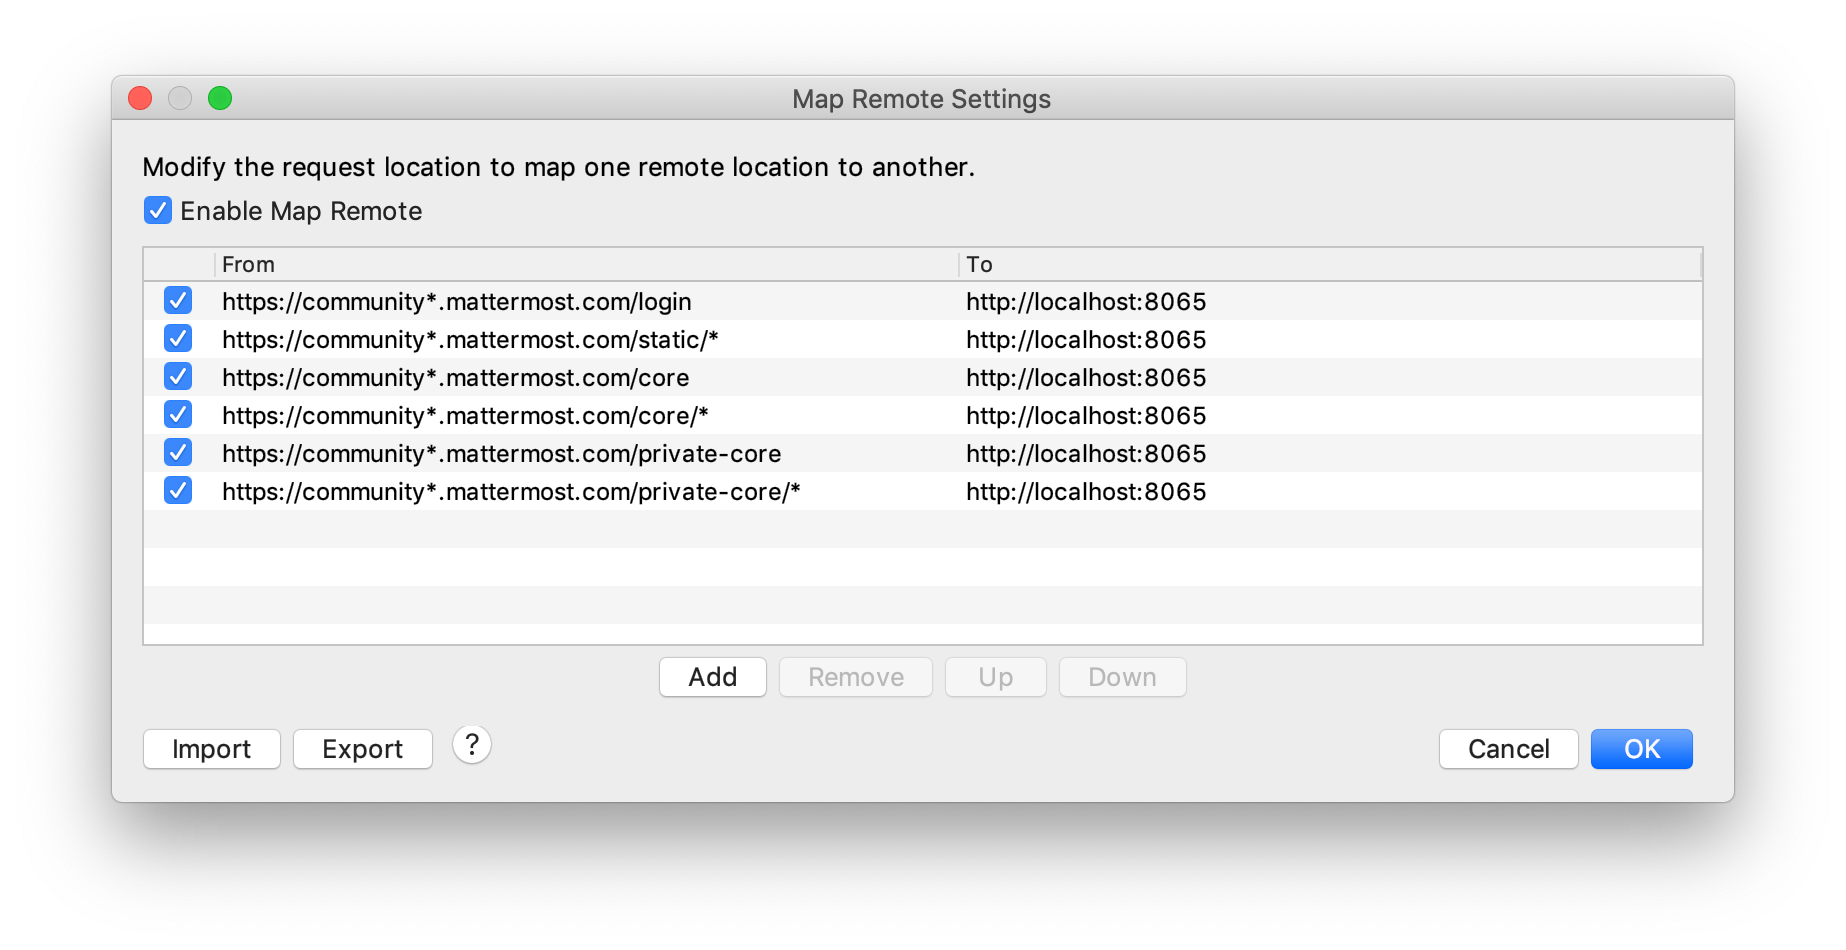 Map Remote Settings
Modify the request location to map one remote location to another.
Enable Map Remote
From To
https://community*.mattermost.com/login http://localhost:8065
https://community*.mattermost.com/static/* http://localhost:8065
https://community*.mattermost.com/core http://localhost:8065
https://community*.mattermost.com/core/* http://localhost:8065
https://community*.mattermost.com/private-core http://localhost:8065
https://community*.mattermost.com/private-core/* http://localhost:8065
Add Remove Up Down
Import Export ? Cancel OK